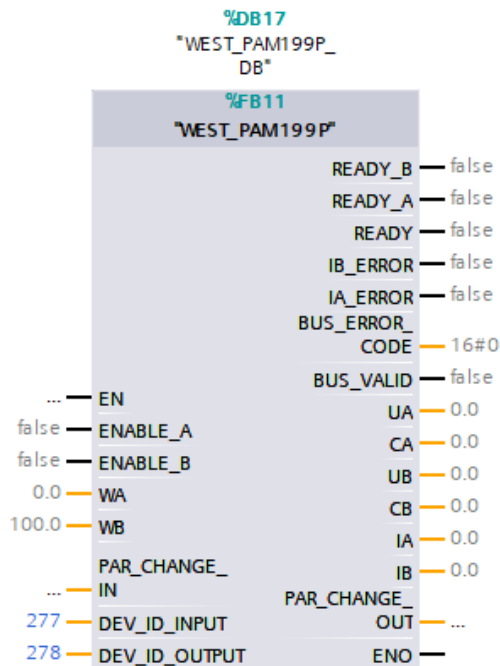 %DB17
"WEST_PAM199P_
DB"
%FB11
"WEST_PAM199P"
READY_B false
READY_A false
READY false
IB_ERROR false
IA_ERROR false
BUS_ERROR_
CODE 16#0
BUS_VALID false
... EN
UA 0.0
false ENABLE_A
CA 0.0
false ENABLE_B
UB 0.0
0.0 WA
CB 0.0
100.0 WB
IA 0.0
PAR_CHANGE_
IB 0.0
... IN
PAR_CHANGE_
277 DEV_ID_INPUT
OUT ...
278 DEV_ID_OUTPUT
ENO